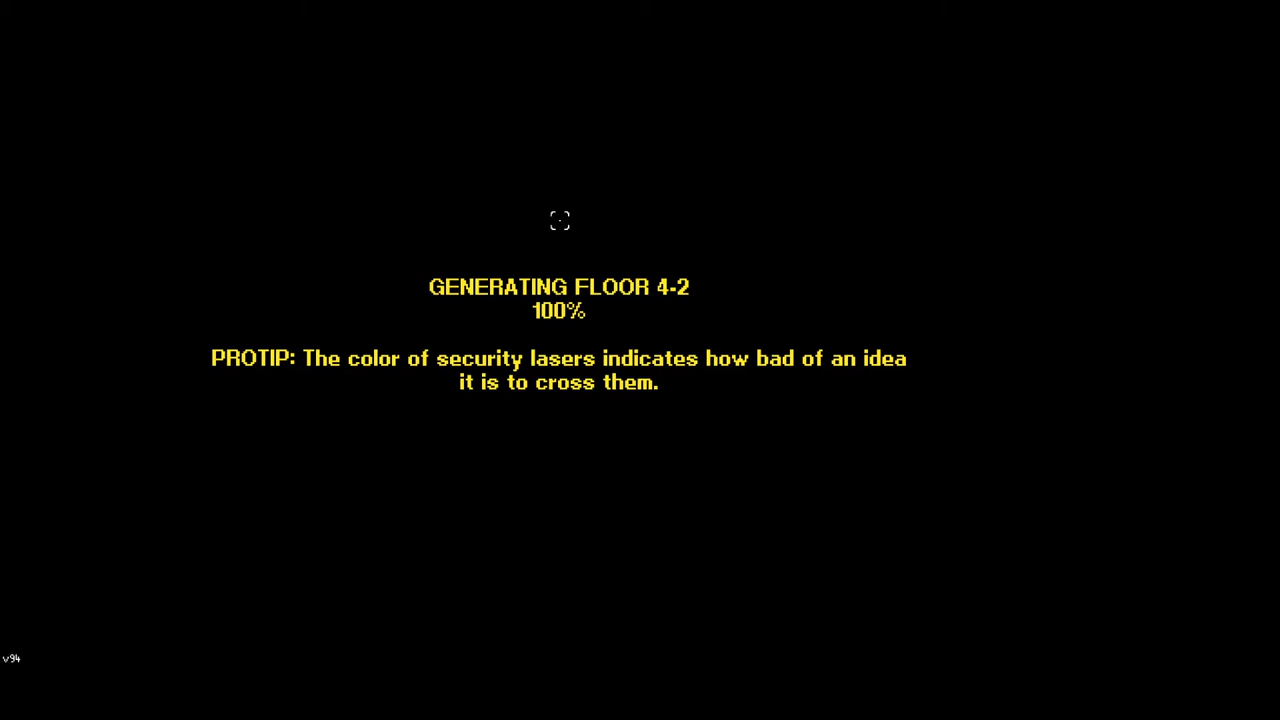 GENERATING FLOOR 4-2
100%
PROTIP: The color of security lasers indicates how bad of an idea
it is to cross them.
v94